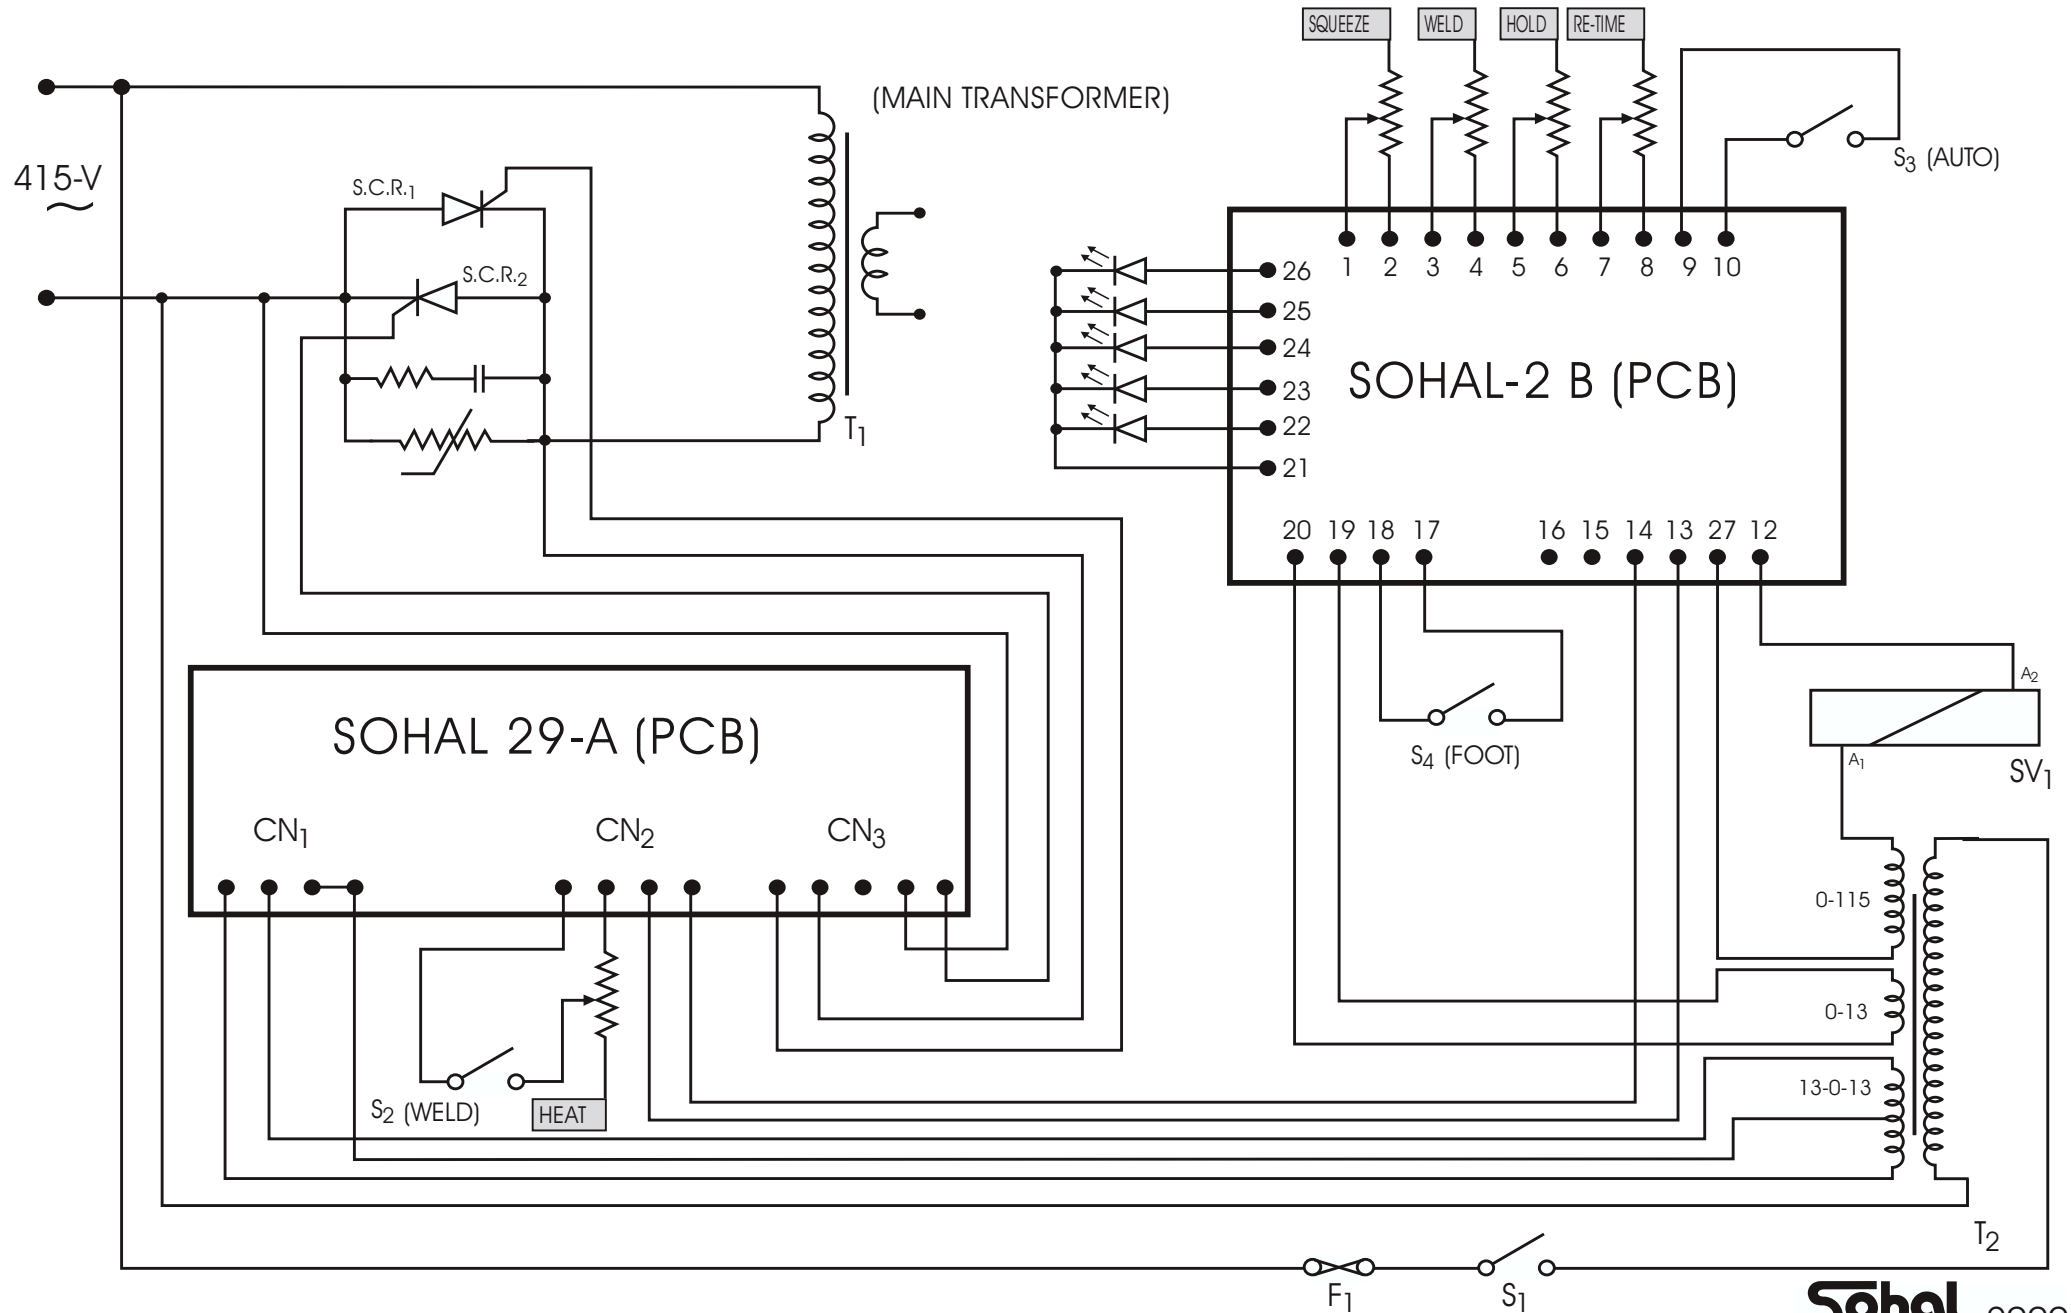 SQUEEZE WELD HOLD RE-TIME
(MAIN TRANSFORMER)
415-V
S3 (AUTO)
S.C.R.1
S.C.R.2
T1
1 2 3 4 5 6 7 8 9 10
26
25
24
23
22
21
SOHAL-2 B (PCB)
20 19 18 17 16 15 14 13 27 12
S4 (FOOT)
A2
A1
SV1
SOHAL 29-A (PCB)
CN1 CN2 CN3
0-115
0-13
13-0-13
S2 (WELD)
HEAT
T2
F1
S1
Sohal